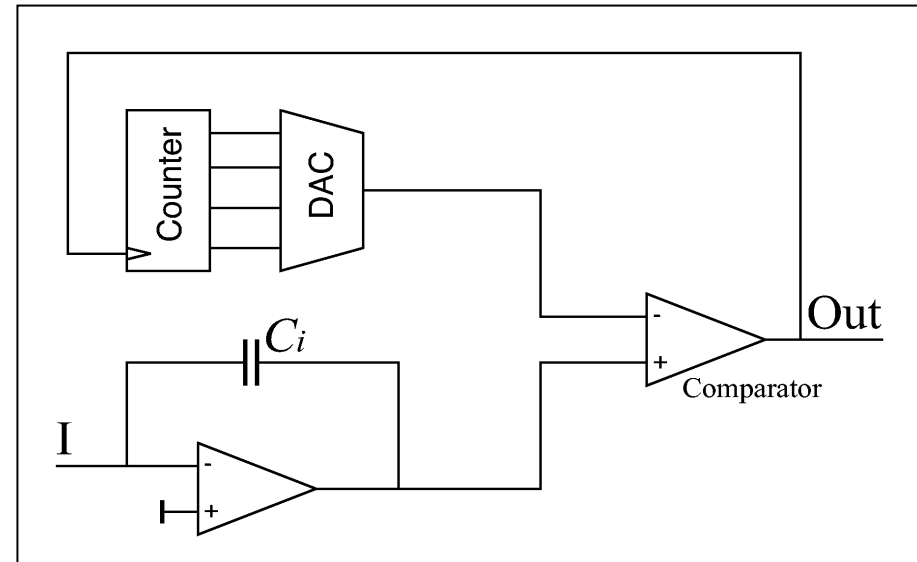 Counter
DAC
-
+
Out
Comparator
Ci
I
-
+